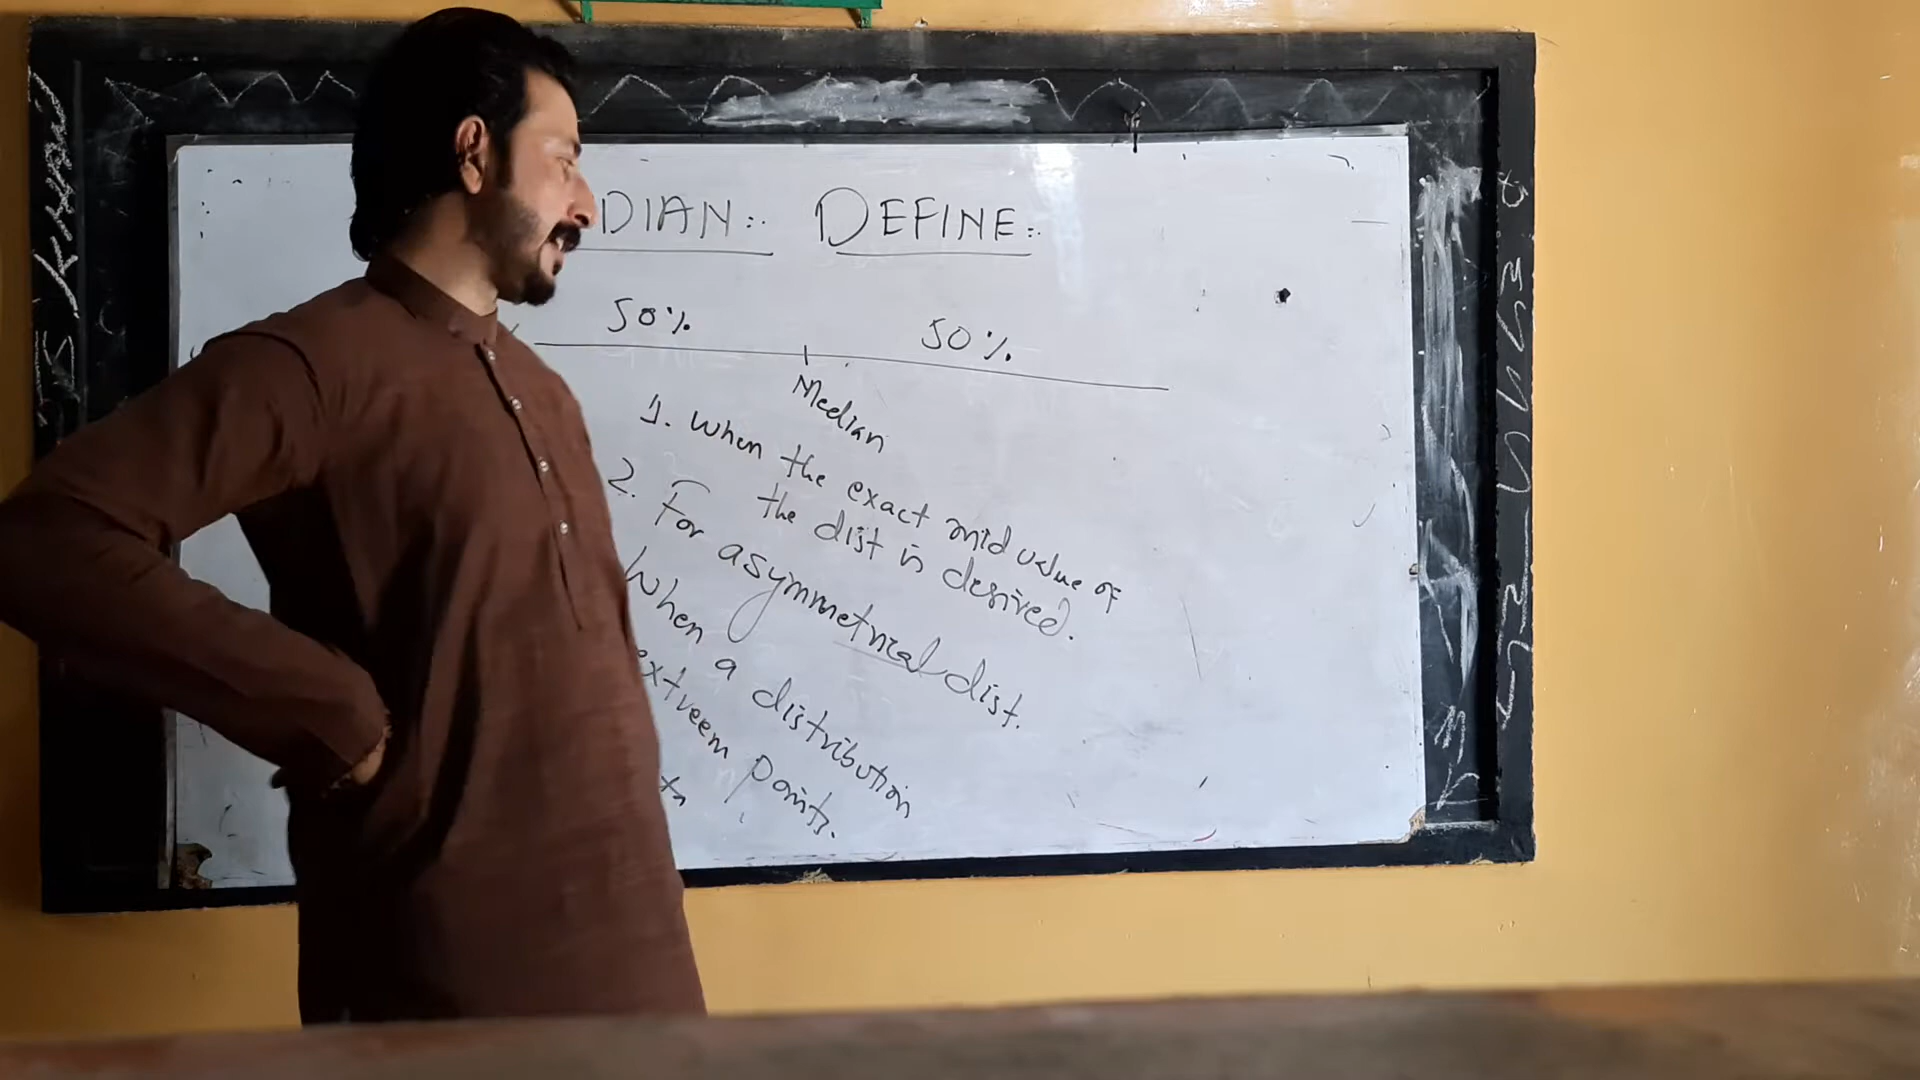 DIAN:. DEFINE:.
50% 50%
Median
1. When the exact mid value of
the dist is desired.
2. For asymmetrical dist.
When a distribution
extreem points.